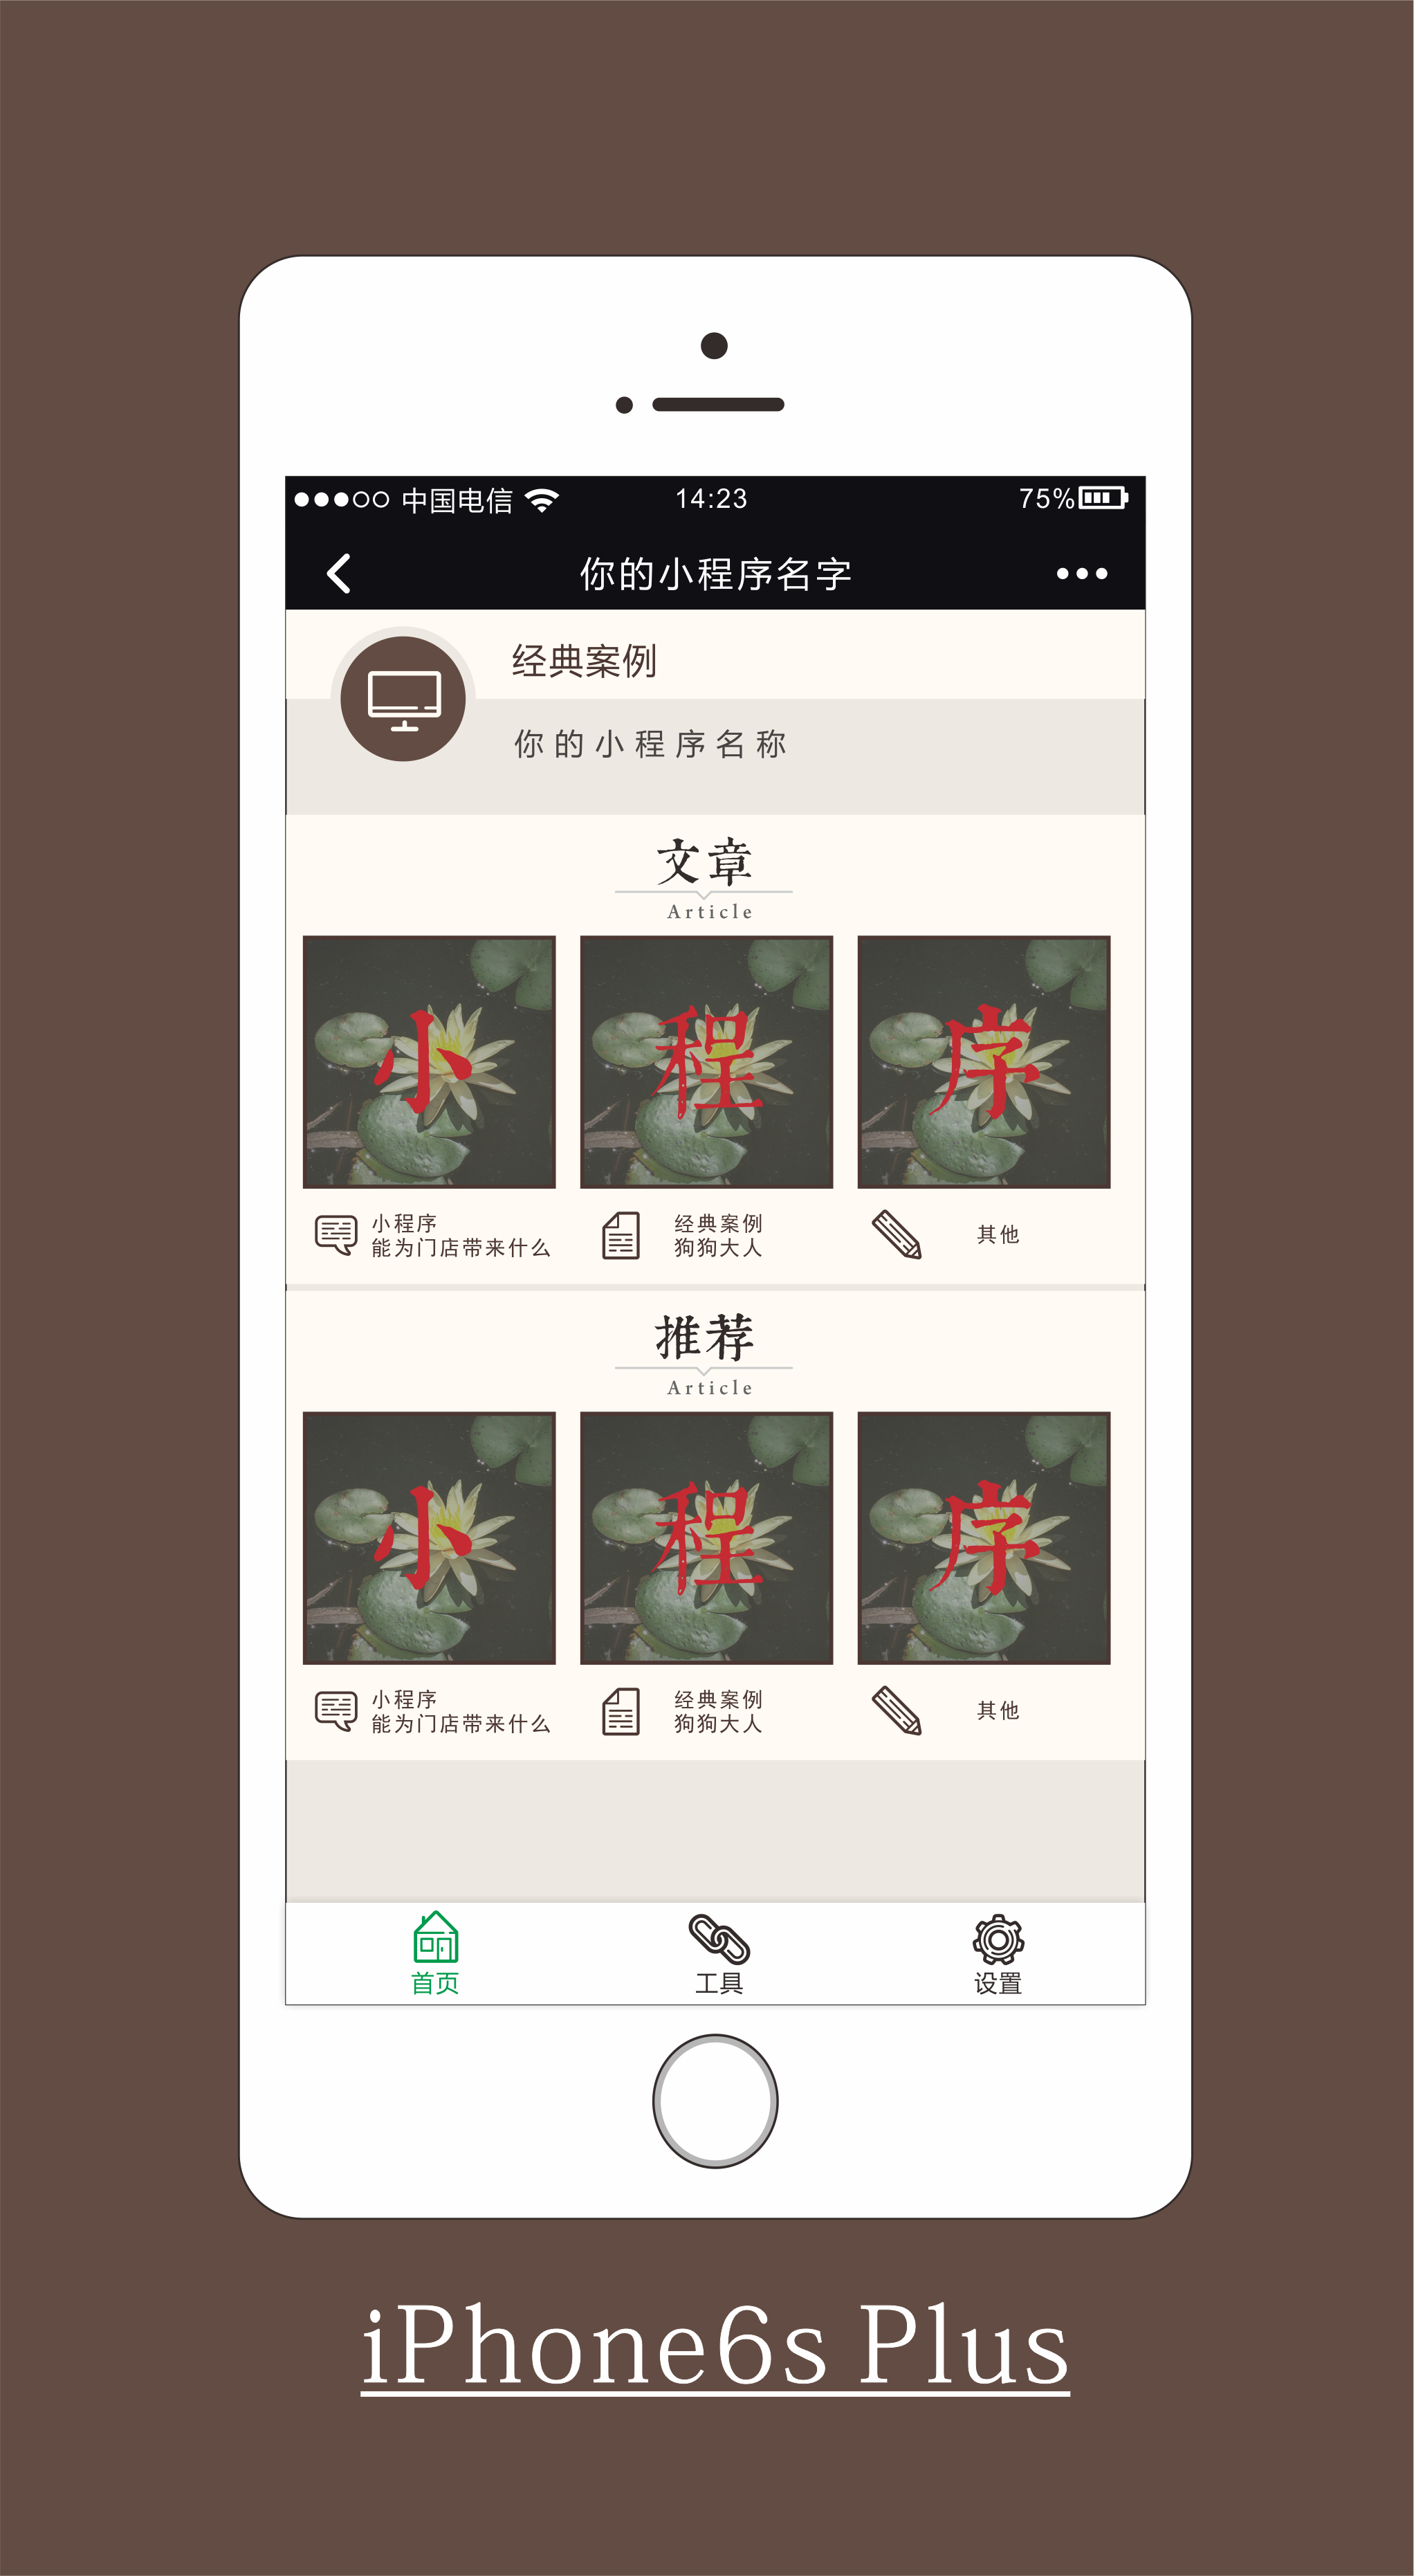 中国电信 14:23 75%
你的小程序名字
经典案例
你的小程序名称
文章
Article
小 程 序
小程序
能为门店带来什么
经典案例
狗狗大人
其他
推荐
Article
小 程 序
小程序
能为门店带来什么
经典案例
狗狗大人
其他
首页 工具 设置
iPhone6s Plus